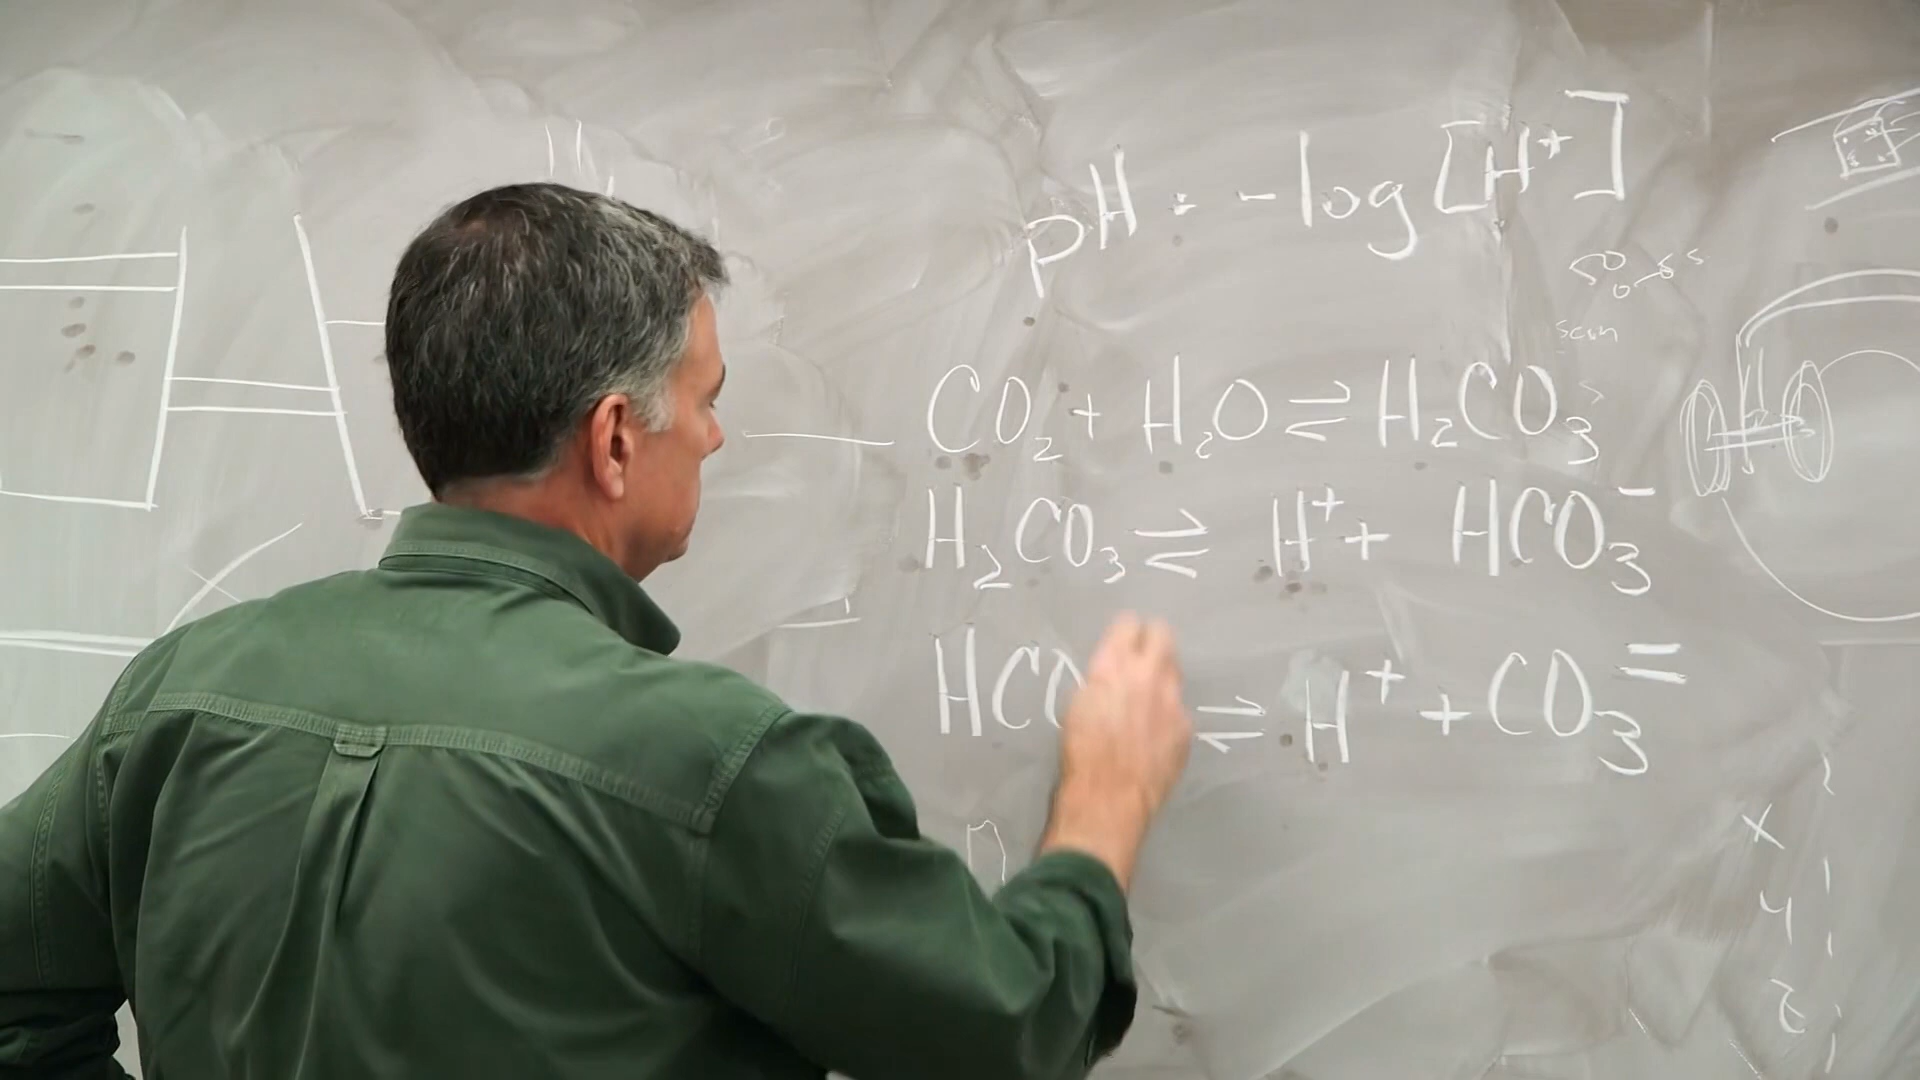 pH = -log [H⁺]
CO₂ + H₂O ⇌ H₂CO₃
H₂CO₃ ⇌ H⁺ + HCO₃⁻
HCO ⇌ H⁺ + CO₃⁼
x
y
z